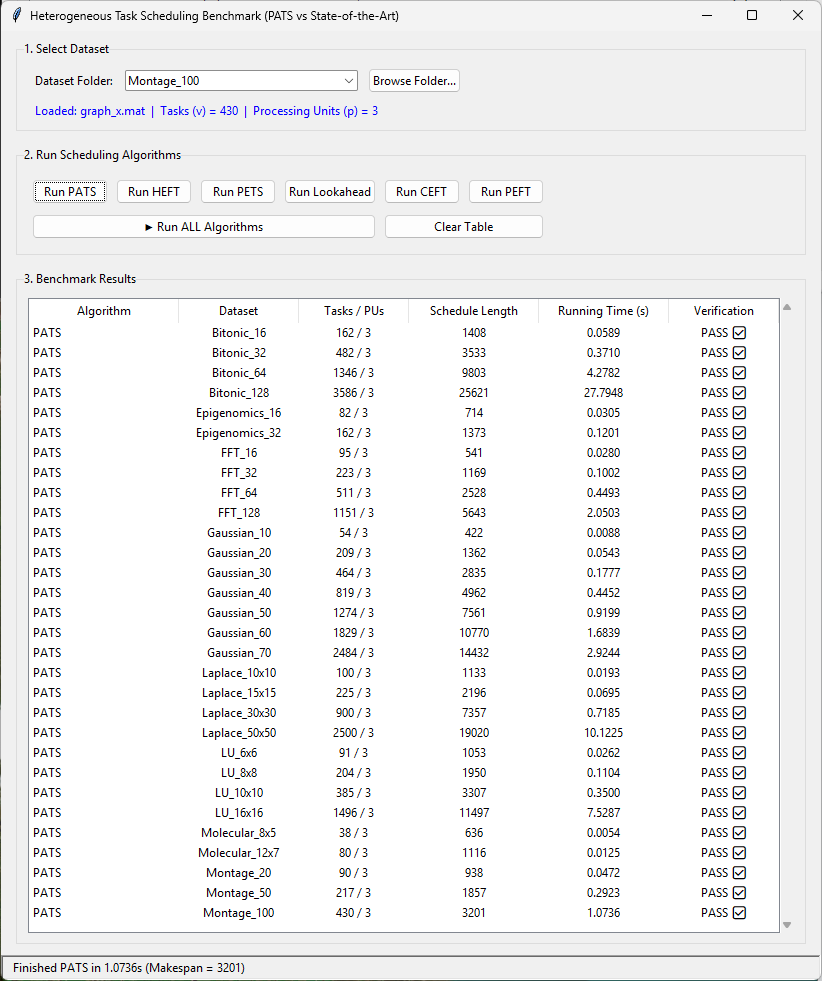 Heterogeneous Task Scheduling Benchmark (PATS vs State-of-the-Art)
1. Select Dataset
Dataset Folder: Montage_100 Browse Folder...
Loaded: graph_x.mat | Tasks (v) = 430 | Processing Units (p) = 3
2. Run Scheduling Algorithms
Run PATS Run HEFT Run PETS Run Lookahead Run CEFT Run PEFT
► Run ALL Algorithms Clear Table
3. Benchmark Results
Algorithm Dataset Tasks / PUs Schedule Length Running Time (s) Verification
PATS Bitonic_16 162 / 3 1408 0.0589 PASS ☑
PATS Bitonic_32 482 / 3 3533 0.3710 PASS ☑
PATS Bitonic_64 1346 / 3 9803 4.2782 PASS ☑
PATS Bitonic_128 3586 / 3 25621 27.7948 PASS ☑
PATS Epigenomics_16 82 / 3 714 0.0305 PASS ☑
PATS Epigenomics_32 162 / 3 1373 0.1201 PASS ☑
PATS FFT_16 95 / 3 541 0.0280 PASS ☑
PATS FFT_32 223 / 3 1169 0.1002 PASS ☑
PATS FFT_64 511 / 3 2528 0.4493 PASS ☑
PATS FFT_128 1151 / 3 5643 2.0503 PASS ☑
PATS Gaussian_10 54 / 3 422 0.0088 PASS ☑
PATS Gaussian_20 209 / 3 1362 0.0543 PASS ☑
PATS Gaussian_30 464 / 3 2835 0.1777 PASS ☑
PATS Gaussian_40 819 / 3 4962 0.4452 PASS ☑
PATS Gaussian_50 1274 / 3 7561 0.9199 PASS ☑
PATS Gaussian_60 1829 / 3 10770 1.6839 PASS ☑
PATS Gaussian_70 2484 / 3 14432 2.9244 PASS ☑
PATS Laplace_10x10 100 / 3 1133 0.0193 PASS ☑
PATS Laplace_15x15 225 / 3 2196 0.0695 PASS ☑
PATS Laplace_30x30 900 / 3 7357 0.7185 PASS ☑
PATS Laplace_50x50 2500 / 3 19020 10.1225 PASS ☑
PATS LU_6x6 91 / 3 1053 0.0262 PASS ☑
PATS LU_8x8 204 / 3 1950 0.1104 PASS ☑
PATS LU_10x10 385 / 3 3307 0.3500 PASS ☑
PATS LU_16x16 1496 / 3 11497 7.5287 PASS ☑
PATS Molecular_8x5 38 / 3 636 0.0054 PASS ☑
PATS Molecular_12x7 80 / 3 1116 0.0125 PASS ☑
PATS Montage_20 90 / 3 938 0.0472 PASS ☑
PATS Montage_50 217 / 3 1857 0.2923 PASS ☑
PATS Montage_100 430 / 3 3201 1.0736 PASS ☑
Finished PATS in 1.0736s (Makespan = 3201)